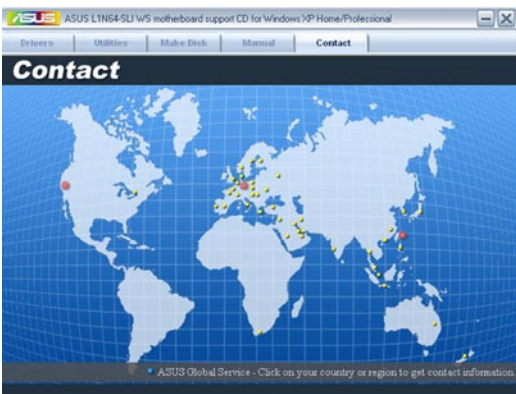 ASUS ASUS L1N64-SLI WS motherboard support CD for Windows XP Home/Professional
Drivers Utilities Make Disk Manual Contact
Contact
ASUS Global Service - Click on your country or region to get contact information